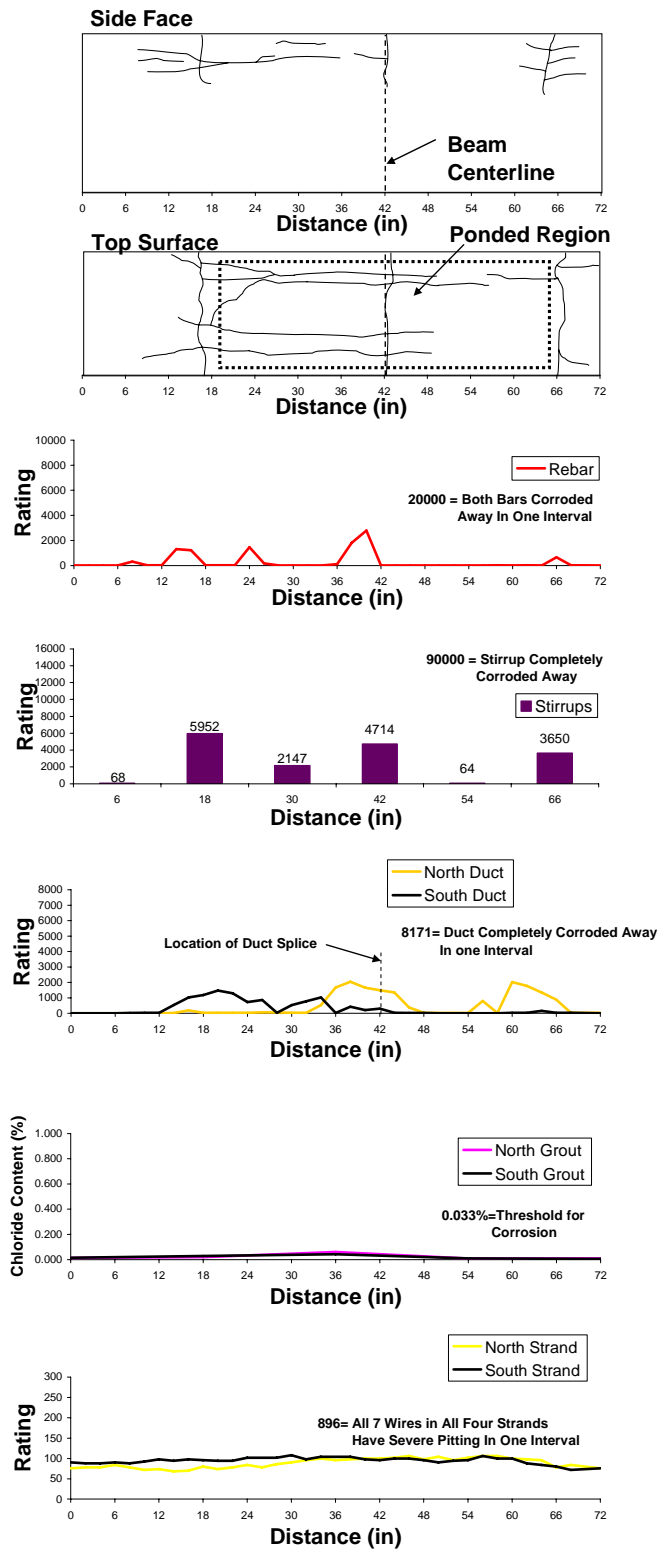 Side Face
Beam
Centerline
0 6 12 18 24 30 36 42 48 54 60 66 72
Distance (in)
Top Surface
Ponded Region
0 6 12 18 24 30 36 42 48 54 60 66 72
Distance (in)
10000
8000
6000
4000
2000
0
Rating
Rebar
20000 = Both Bars Corroded
Away In One Interval
0 6 12 18 24 30 36 42 48 54 60 66 72
Distance (in)
16000
14000
12000
10000
8000
6000
4000
2000
0
Rating
90000 = Stirrup Completely
Corroded Away
Stirrups
68 5952 2147 4714 64 3650
6 18 30 42 54 66
Distance (in)
North Duct
South Duct
8000
7000
6000
5000
4000
3000
2000
1000
0
Rating
Location of Duct Splice
8171= Duct Completely Corroded Away
In one Interval
0 6 12 18 24 30 36 42 48 54 60 66 72
Distance (in)
1.000
0.800
0.600
0.400
0.200
0.000
Chloride Content (%)
North Grout
South Grout
0.033%=Threshold for
Corrosion
0 6 12 18 24 30 36 42 48 54 60 66 72
Distance (in)
North Strand
South Strand
300
250
200
150
100
50
0
Rating
896= All 7 Wires in All Four Strands
Have Severe Pitting In One Interval
0 6 12 18 24 30 36 42 48 54 60 66 72
Distance (in)